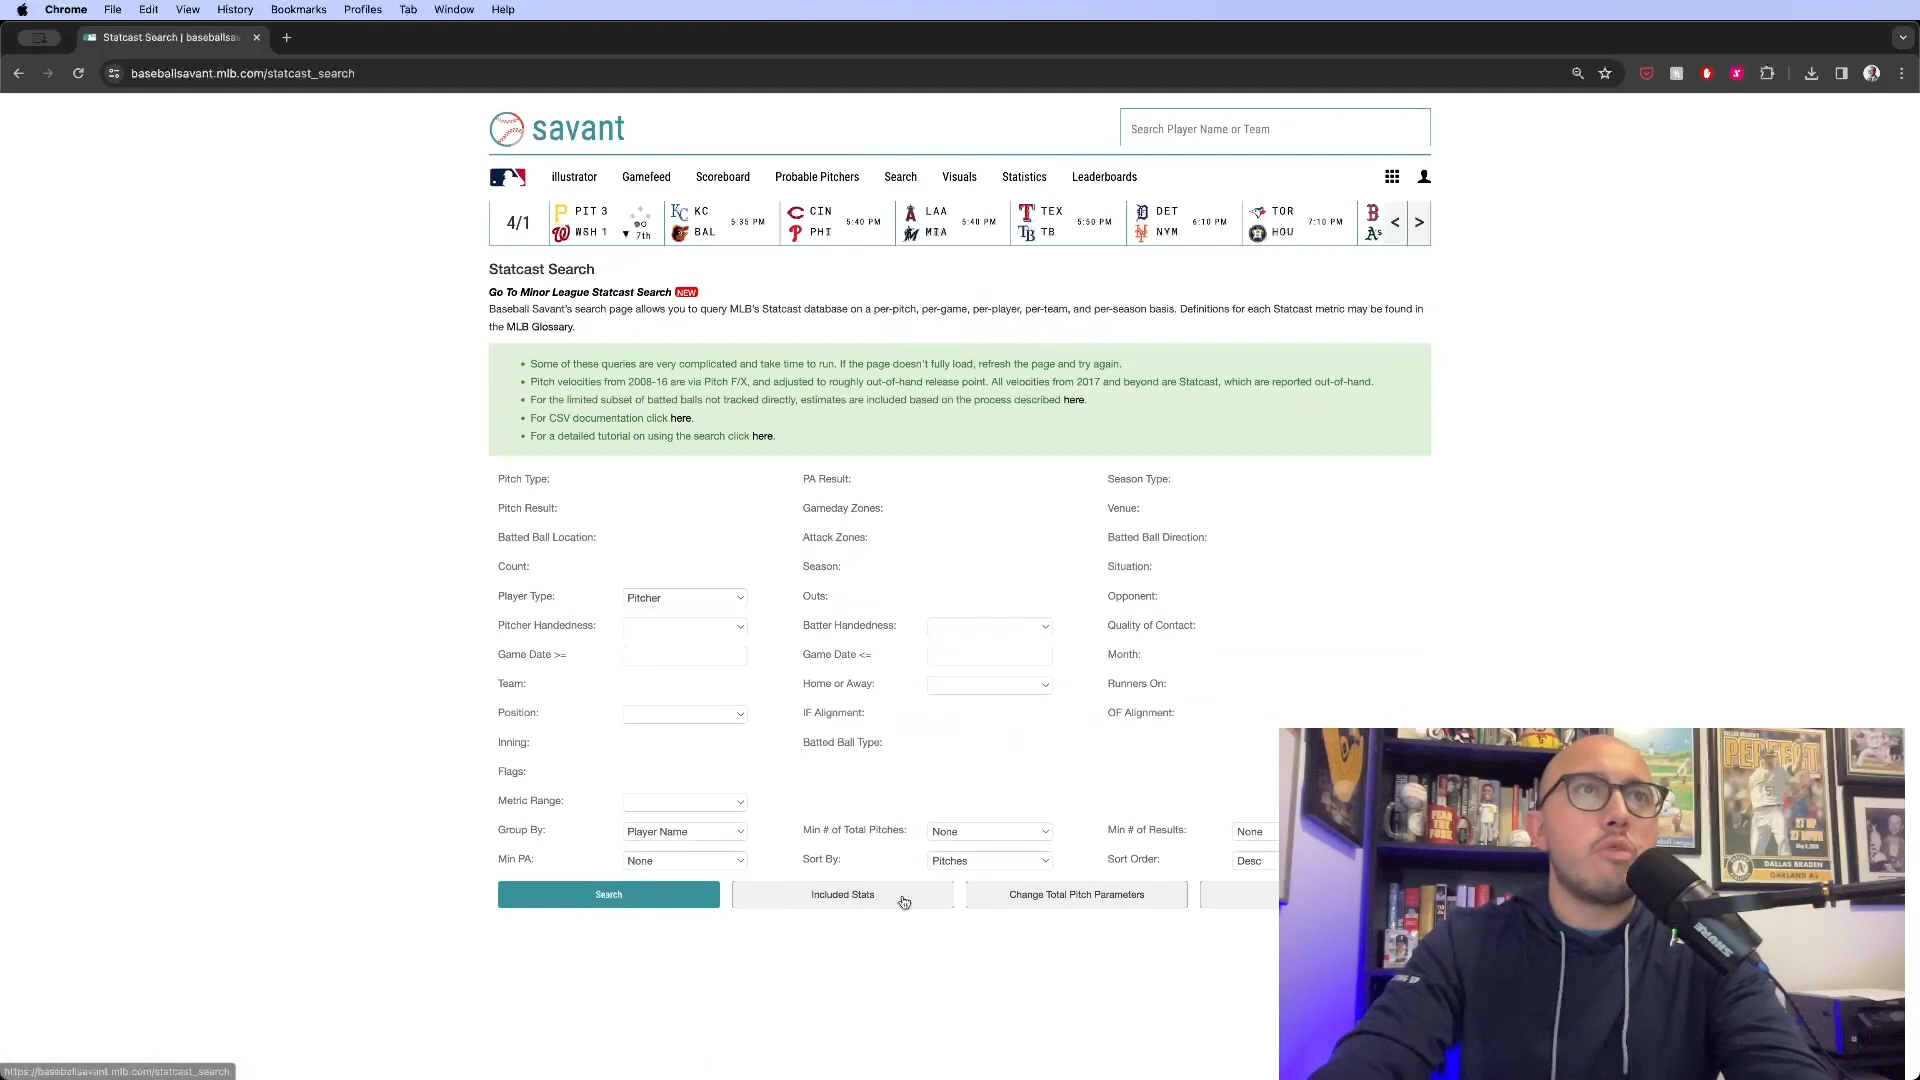 Chrome File Edit View History Bookmarks Profiles Tab Window Help
Statcast Search | baseballsav
baseballsavant.mlb.com/statcast_search
savant
Search Player Name or Team
illustrator Gamefeed Scoreboard Probable Pitchers Search Visuals Statistics Leaderboards
4/1
PIT 3
WSH 1 ▼ 7th
KC
BAL
5:35 PM
CIN
PHI
5:40 PM
LAA
MIA
5:40 PM
TEX
TB
5:50 PM
DET
NYM
6:10 PM
TOR
HOU
7:10 PM
< >
Statcast Search
Go To Minor League Statcast Search NEW
Baseball Savant's search page allows you to query MLB's Statcast database on a per-pitch, per-game, per-player, per-team, and per-season basis. Definitions for each Statcast metric may be found in
the MLB Glossary.
• Some of these queries are very complicated and take time to run. If the page doesn't fully load, refresh the page and try again.
• Pitch velocities from 2008-16 are via Pitch F/X, and adjusted to roughly out-of-hand release point. All velocities from 2017 and beyond are Statcast, which are reported out-of-hand.
• For the limited subset of batted balls not tracked directly, estimates are included based on the process described here.
• For CSV documentation click here.
• For a detailed tutorial on using the search click here.
Pitch Type: PA Result: Season Type:
Pitch Result: Gameday Zones: Venue:
Batted Ball Location: Attack Zones: Batted Ball Direction:
Count: Season: Situation:
Player Type: Pitcher Outs: Opponent:
Pitcher Handedness: Batter Handedness: Quality of Contact:
Game Date >= Game Date <= Month:
Team: Home or Away: Runners On:
Position: IF Alignment: OF Alignment:
Inning: Batted Ball Type:
Flags:
Metric Range:
Group By: Player Name Min # of Total Pitches: None Min # of Results: None
Min PA: None Sort By: Pitches Sort Order: Desc
Search Included Stats Change Total Pitch Parameters
PERFECT
51
27 UP
27 DOWN
DALLAS BRADEN
OAKLAND A's
FEAR THE FORK
SHURE
https://baseballsavant.mlb.com/statcast_search